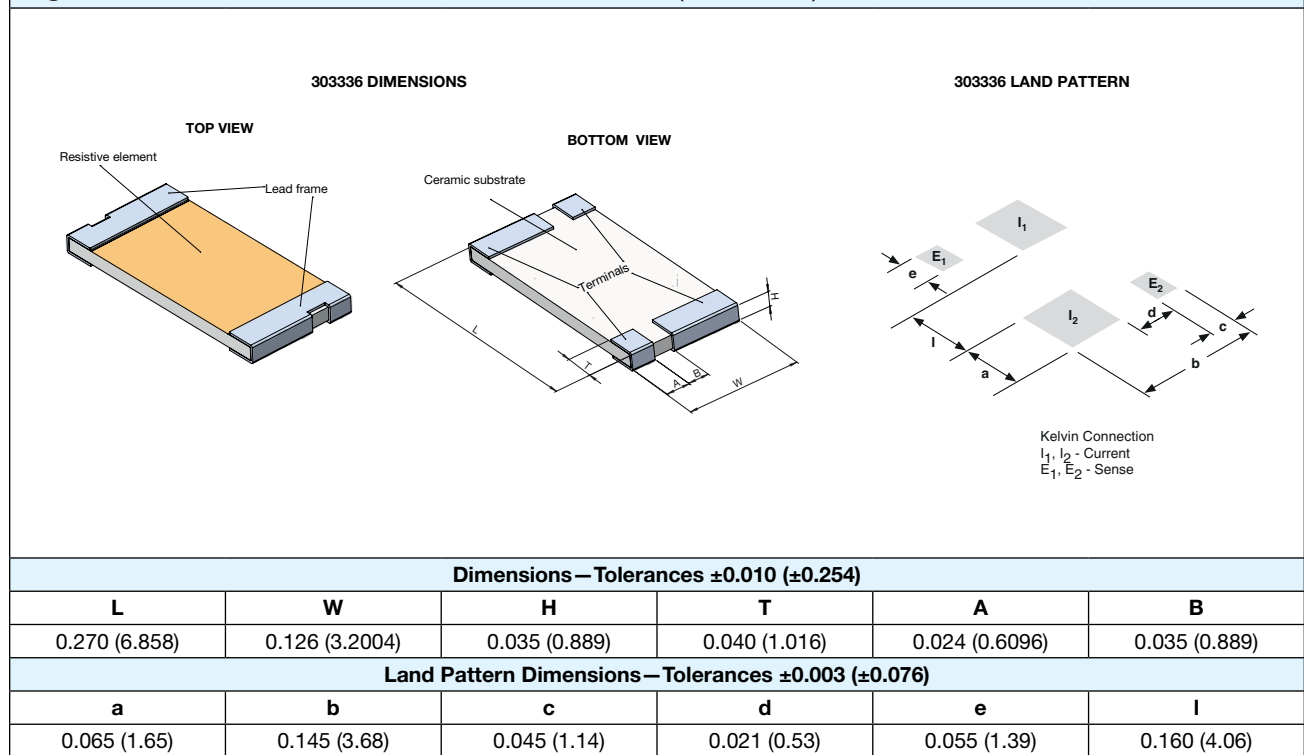 303336 DIMENSIONS
303336 LAND PATTERN
TOP VIEW
BOTTOM VIEW
Resistive element
Lead frame
Ceramic substrate
Terminals
L
T
A
B
W
H
I1
E1
e
E2
I2
d
c
b
l
a
Kelvin Connection
I1, I2 - Current
E1, E2 - Sense
Dimensions—Tolerances ±0.010 (±0.254)
L W H T A B
0.270 (6.858) 0.126 (3.2004) 0.035 (0.889) 0.040 (1.016) 0.024 (0.6096) 0.035 (0.889)
Land Pattern Dimensions—Tolerances ±0.003 (±0.076)
a b c d e l
0.065 (1.65) 0.145 (3.68) 0.045 (1.14) 0.021 (0.53) 0.055 (1.39) 0.160 (4.06)